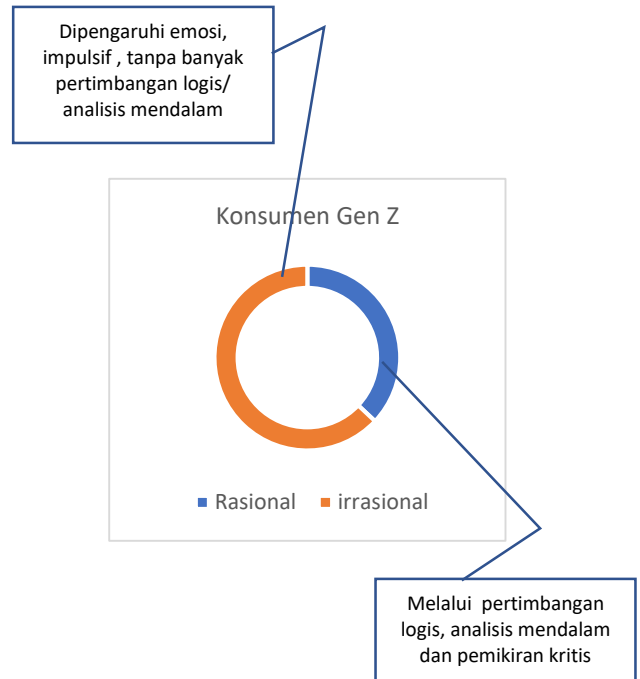 Dipengaruhi emosi,
impulsif , tanpa banyak
pertimbangan logis/
analisis mendalam
Konsumen Gen Z
Rasional irrasional
Melalui pertimbangan
logis, analisis mendalam
dan pemikiran kritis